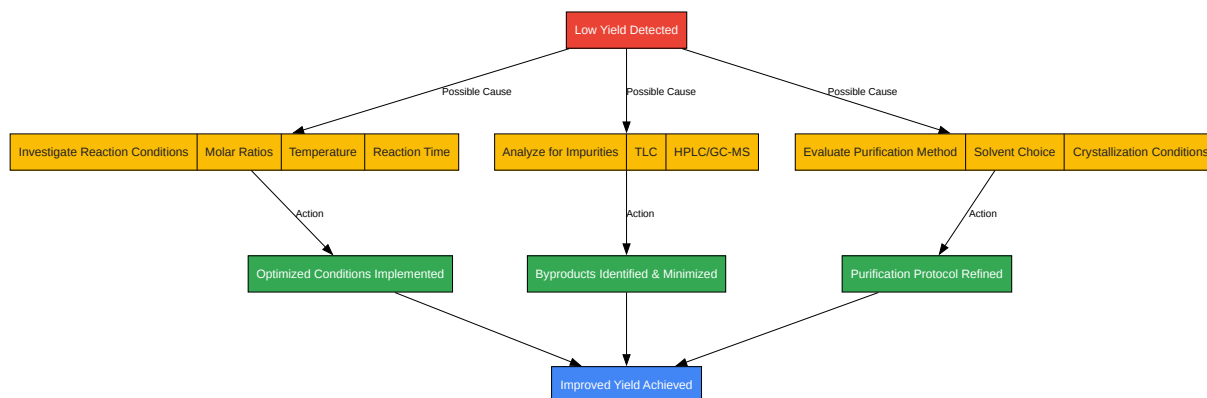 Low Yield Detected
Possible Cause
Possible Cause
Possible Cause
Investigate Reaction Conditions
Molar Ratios
Temperature
Reaction Time
Analyze for Impurities
TLC
HPLC/GC-MS
Evaluate Purification Method
Solvent Choice
Crystallization Conditions
Action
Action
Action
Optimized Conditions Implemented
Byproducts Identified & Minimized
Purification Protocol Refined
Improved Yield Achieved